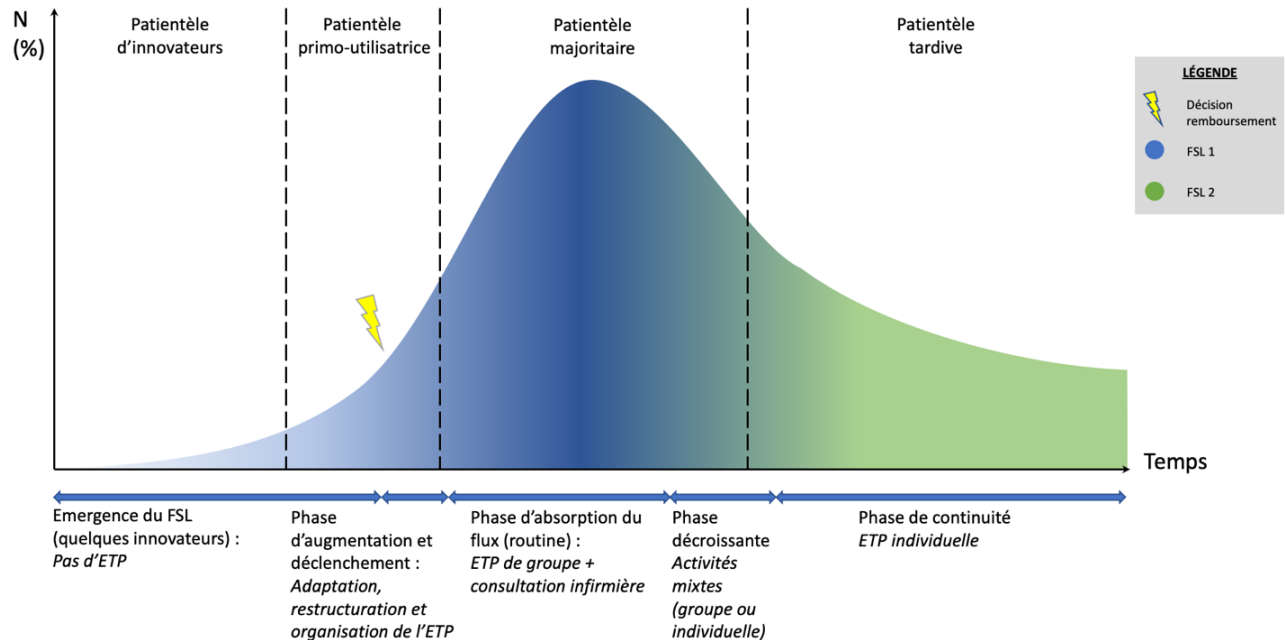 N
(%)
Patientèle
d’innovateurs
Patientèle
primo-utilisatrice
Patientèle
majoritaire
Patientèle
tardive
LÉGENDE
Décision
remboursement
FSL 1
FSL 2
Temps
Emergence du FSL
(quelques innovateurs) :
Pas d’ETP
Phase
d’augmentation et
déclenchement :
Adaptation,
restructuration et
organisation de l’ETP
Phase d’absorption du
flux (routine) :
ETP de groupe +
consultation infirmière
Phase
décroissante
Activités
mixtes
(groupe ou
individuelle)
Phase de continuité
ETP individuelle